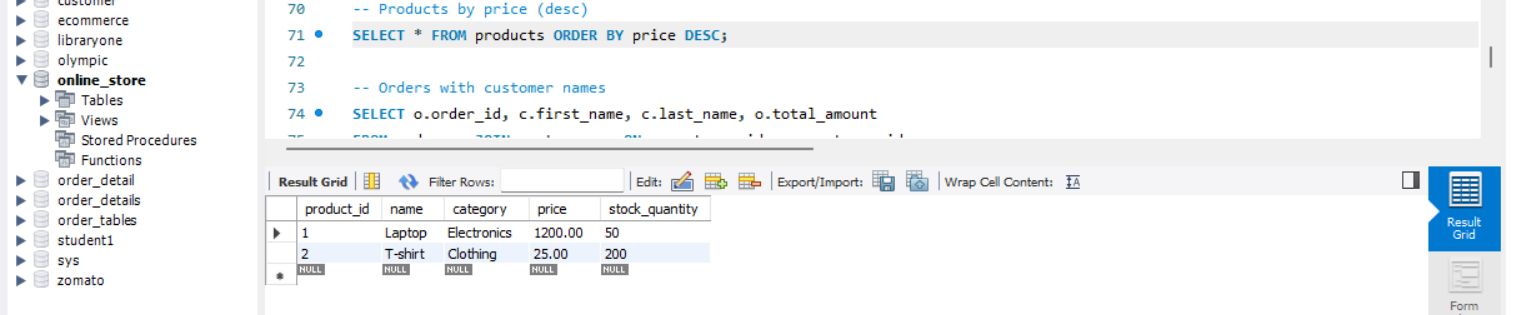 customer
ecommerce
libraryone
olympic
online_store
Tables
Views
Stored Procedures
Functions
order_detail
order_details
order_tables
student1
sys
zomato
70 -- Products by price (desc)
71 SELECT * FROM products ORDER BY price DESC;
72
73 -- Orders with customer names
74 SELECT o.order_id, c.first_name, c.last_name, o.total_amount
Result Grid Filter Rows: Edit: Export/Import: Wrap Cell Content: IA
product_id name category price stock_quantity
1 Laptop Electronics 1200.00 50
2 T-shirt Clothing 25.00 200
NULL NULL NULL NULL NULL
Result
Grid
Form